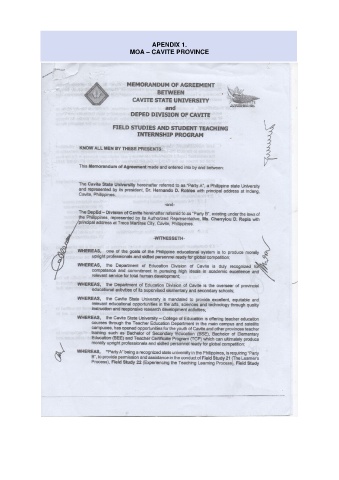 APENDIX 1.
MOA – CAVITE PROVINCE
MEMORANDUM OF AGREEMENT
BETWEEN
CAVITE STATE UNIVERSITY
and
DEPED DIVISION OF CAVITE
FIELD STUDIES AND STUDENT TEACHING
INTERNSHIP PROGRAM
KNOW ALL MEN BY THESE PRESENTS:
This Memorandum of Agreement made and entered into by and between:
The Cavite State University hereinafter referred to as "Party A", a Philippine state University
and represented by its president, Dr. Hernando D. Robles with principal address at Indang,
Cavite, Philippines.
-and-
The DepEd – Division of Cavite hereinafter referred to as "Party B", existing under the laws of
the Philippines, represented by its Authorized Representative, Ms. Cherrylou D. Repia with
principal address at Trece Martires City, Cavite, Philippines.
-WITNESSETH-
WHEREAS, one of the goals of the Philippine educational system is to produce morally
upright professionals and skilled personnel ready for global competition;
WHEREAS, the Department of Education Division of Cavite is duly recognized for
competence and commitment in pursuing high ideals in academic excellence and
relevant service for total human development;
WHEREAS, the Department of Education Division of Cavite is the overseer of provincial
educational activities of its supervised elementary and secondary schools;
WHEREAS, the Cavite State University is mandated to provide excellent, equitable and
relevant educational opportunities in the arts, sciences and technology through quality
instruction and responsive research development activities;
WHEREAS, the Cavite State University – College of Education is offering teacher education
courses through the Teacher Education Department in the main campus and satellite
campuses, has opened opportunities for the youth of Cavite and other provinces teacher
training such as Bachelor of Secondary Education (BSE), Bachelor of Elementary
Education (BEE) and Teacher Certificate Program (TCP) which can ultimately produce
morally upright professionals and skilled personnel ready for global competition;
WHEREAS, "Party A" being a recognized state university in the Philippines, is requiring "Party
B", to provide permission and assistance in the conduct of Field Study 21 (The Learner's
Process), Field Study 22 (Experiencing the Teaching Learning Process), Field Study